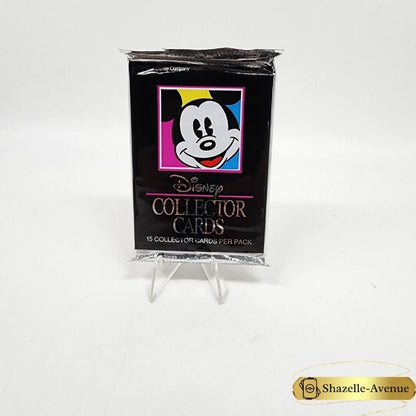 Disney
COLLECTOR
CARDS
15 COLLECTOR CARDS PER PACK
Shazelle-Avenue